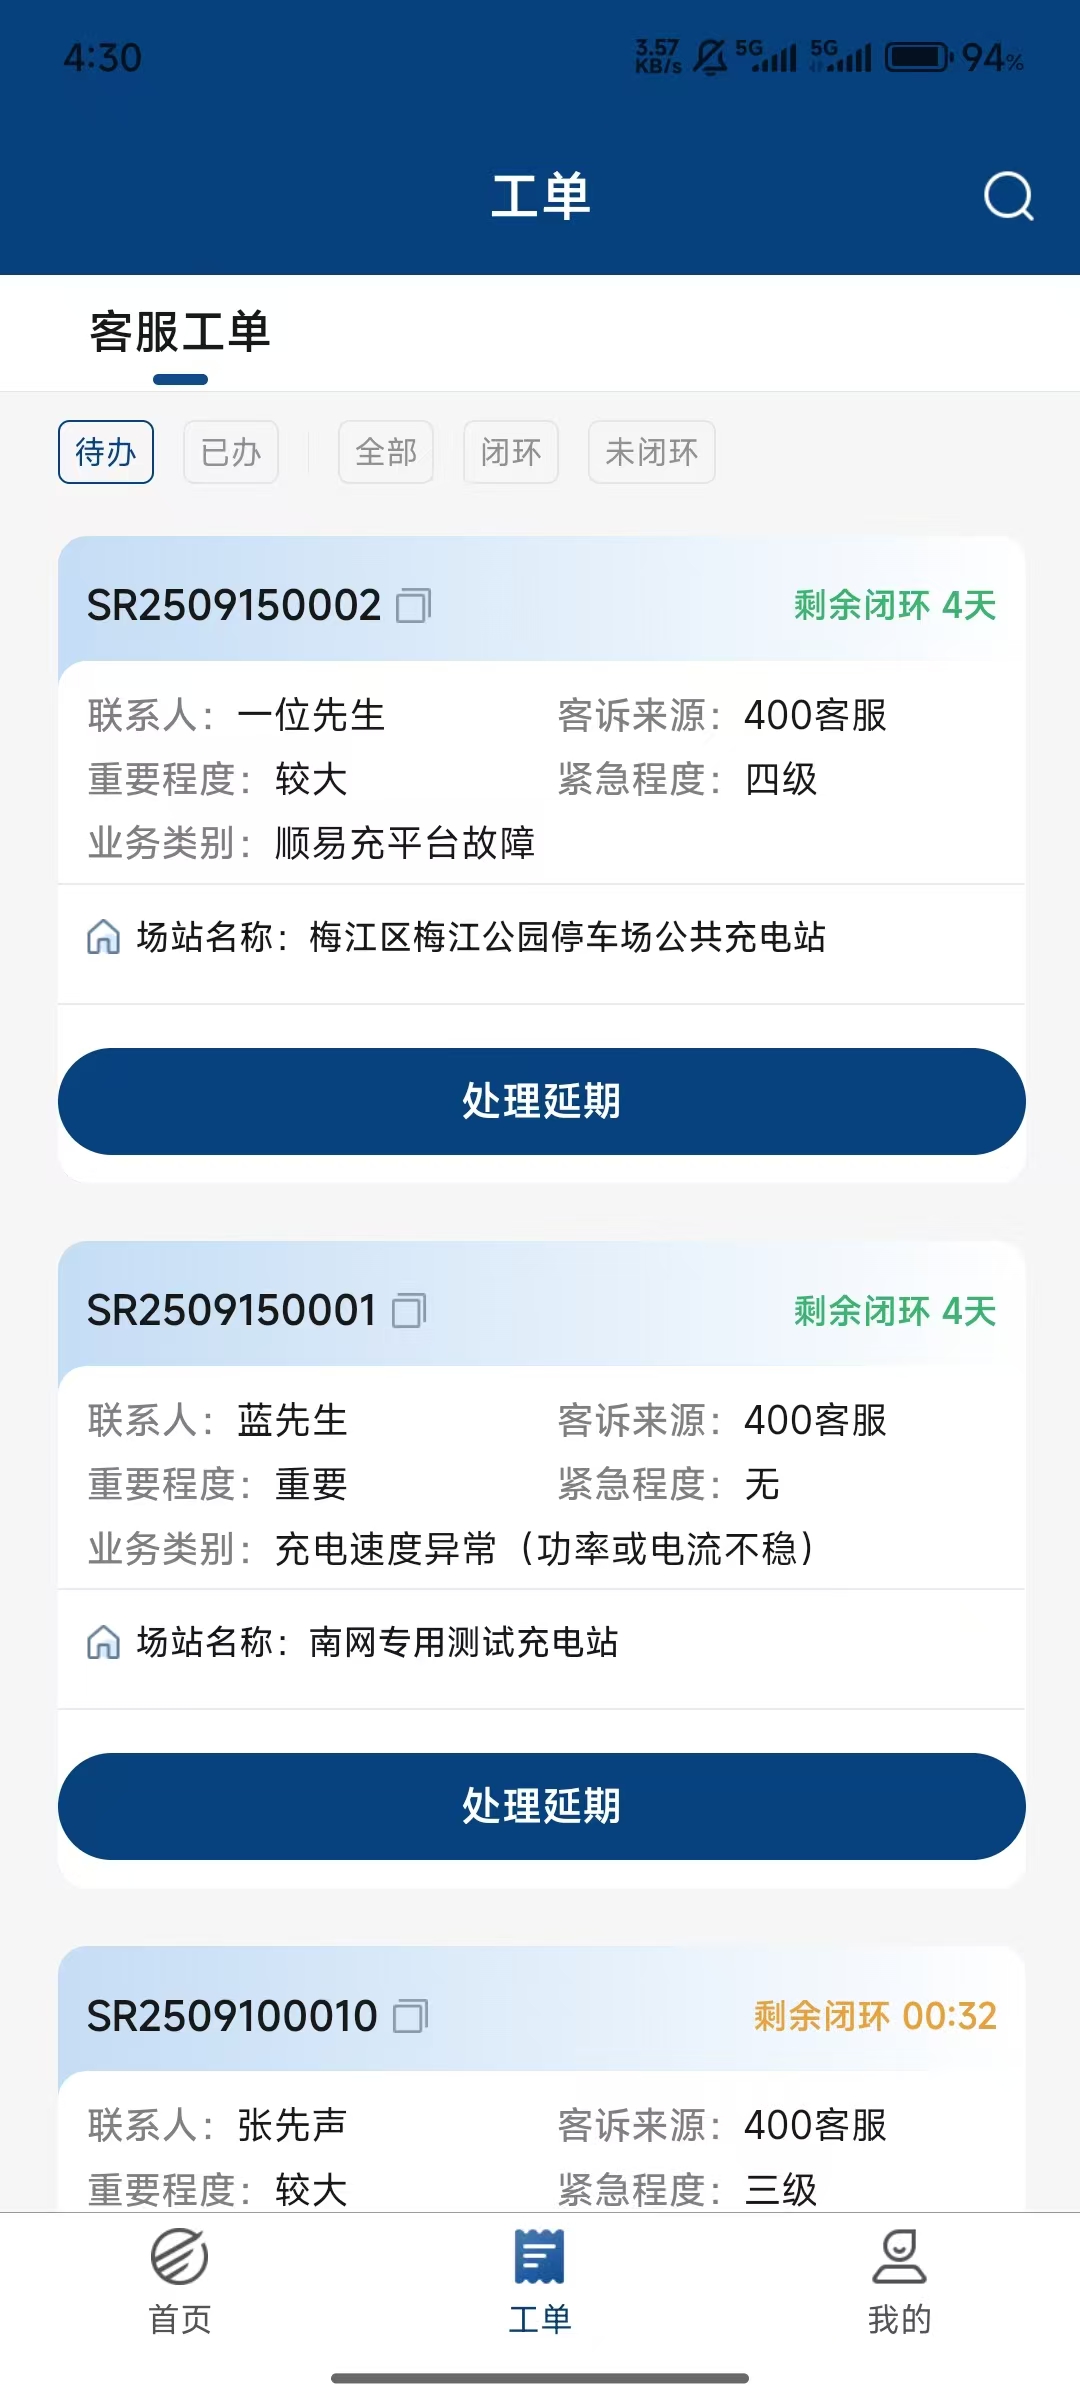 4:30 3.57 KB/s 5G 5G 94%
工单
客服工单
待办 已办 全部 闭环 未闭环
SR2509150002 剩余闭环 4天
联系人：一位先生 客诉来源：400客服
重要程度：较大 紧急程度：四级
业务类别：顺易充平台故障
场站名称：梅江区梅江公园停车场公共充电站
处理延期
SR2509150001 剩余闭环 4天
联系人：蓝先生 客诉来源：400客服
重要程度：重要 紧急程度：无
业务类别：充电速度异常（功率或电流不稳）
场站名称：南网专用测试充电站
处理延期
SR2509100010 剩余闭环 00:32
联系人：张先声 客诉来源：400客服
重要程度：较大 紧急程度：三级
首页 工单 我的